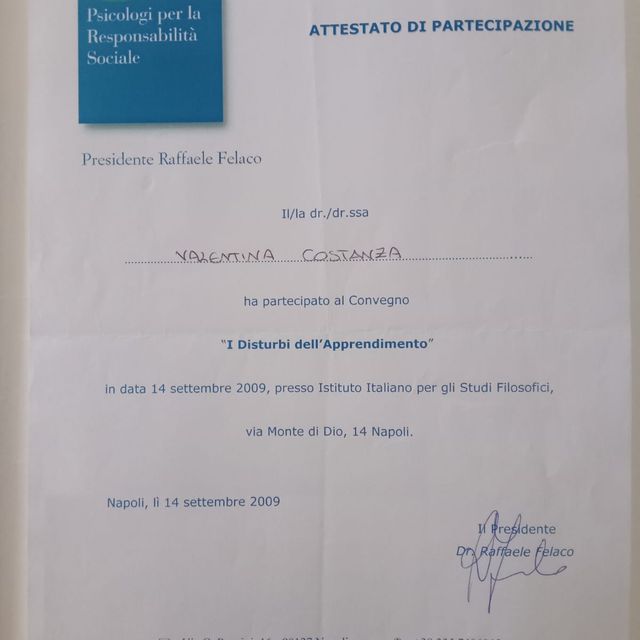 Psicologi per la
Responsabilità
Sociale
ATTESTATO DI PARTECIPAZIONE
Presidente Raffaele Felaco
Il/la dr./dr.ssa
VALENTINA COSTANZA
ha partecipato al Convegno
"I Disturbi dell'Apprendimento"
in data 14 settembre 2009, presso Istituto Italiano per gli Studi Filosofici,
via Monte di Dio, 14 Napoli.
Napoli, lì 14 settembre 2009
Il Presidente
Dr. Raffaele Felaco